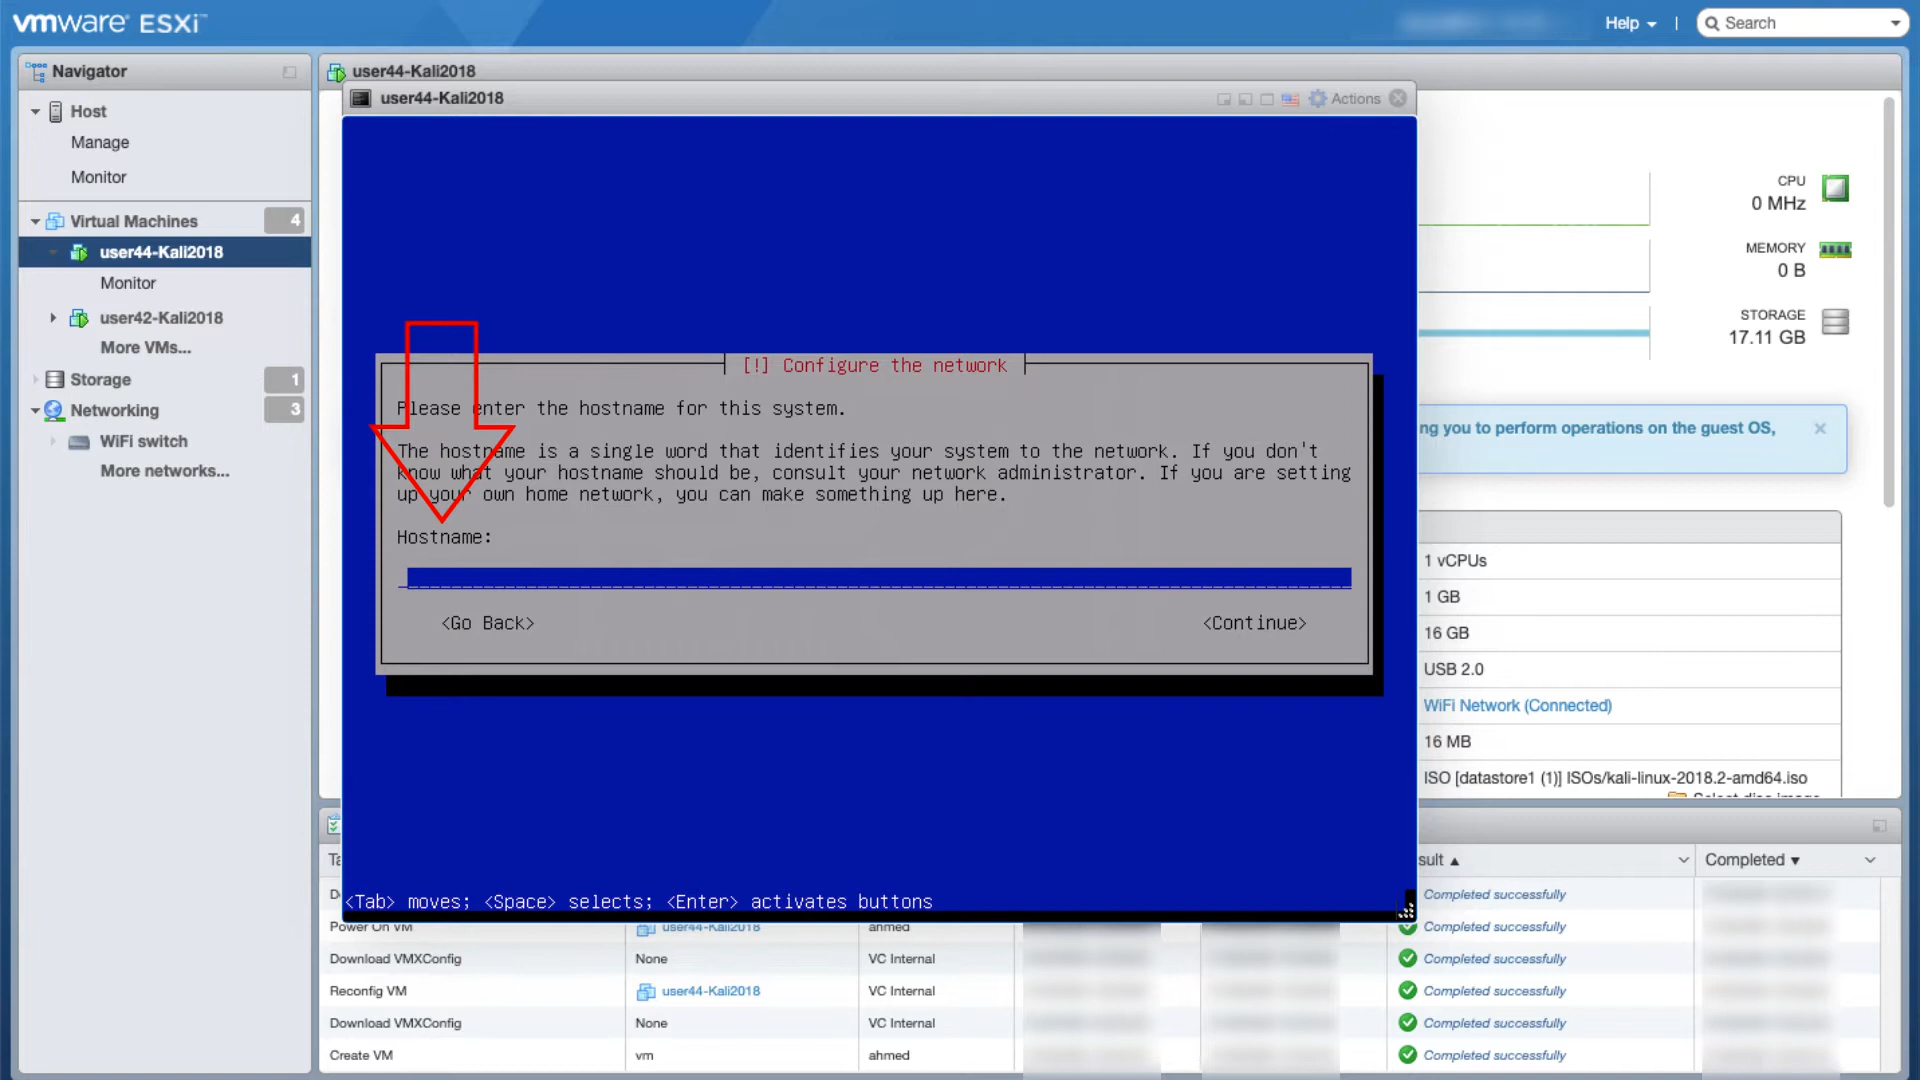 vmware ESXi™
Help
Search
Navigator
Host
Manage
Monitor
Virtual Machines 4
user44-Kali2018
Monitor
user42-Kali2018
More VMs...
Storage 1
Networking 3
WiFi switch
More networks...
user44-Kali2018
user44-Kali2018
Actions
[!] Configure the network
Please enter the hostname for this system.
The hostname is a single word that identifies your system to the network. If you don't
know what your hostname should be, consult your network administrator. If you are setting
up your own home network, you can make something up here.
Hostname:
<Go Back> <Continue>
<Tab> moves; <Space> selects; <Enter> activates buttons
CPU
0 MHz
MEMORY
0 B
STORAGE
17.11 GB
ng you to perform operations on the guest OS,
1 vCPUs
1 GB
16 GB
USB 2.0
WiFi Network (Connected)
16 MB
ISO [datastore1 (1)] ISOs/kali-linux-2018.2-amd64.iso
Select disc image
sult Completed
Completed successfully
Power On VM user44-Kali2018 ahmed Completed successfully
Download VMXConfig None VC Internal Completed successfully
Reconfig VM user44-Kali2018 VC Internal Completed successfully
Download VMXConfig None VC Internal Completed successfully
Create VM vm ahmed Completed successfully